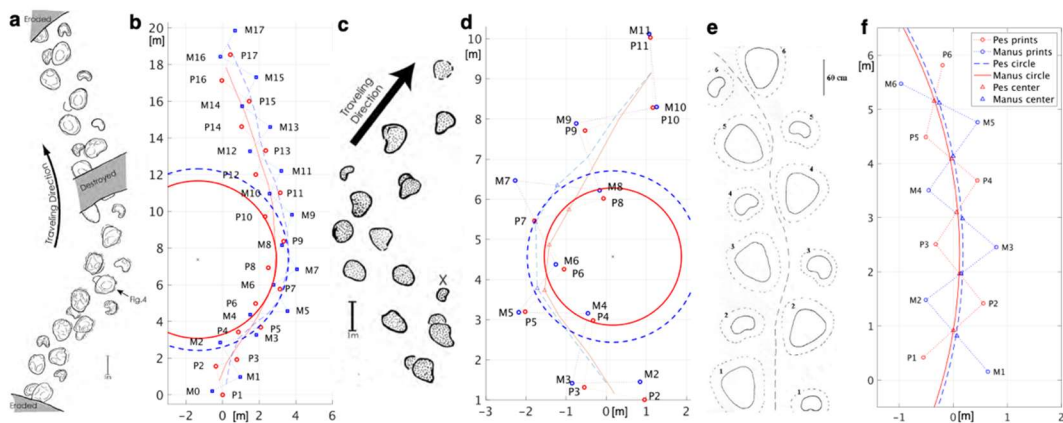 a
Eroded
Traveling Direction
Destroyed
Fig.4
1m
Eroded
b
20
[m]
18
16
14
12
10
8
6
4
2
0
-2
0
[m]
2
4
6
M17
M16
P17
P16
M15
P15
M14
P14
M13
M12
P13
P12
M11
M10
P11
P10
M9
P9
M8
P8
M7
M6
P7
P6
M5
M4
P4
P5
M2
M3
P3
P2
M1
M0
P1
c
Traveling
Direction
X
1m
d
10
[m]
9
8
7
6
5
4
3
2
1
-3
-2
-1
0
[m]
1
2
M11
P11
M10
P10
M9
P9
M7
M8
P8
P7
M6
P6
M5
P5
M4
P4
M3
P3
M2
P2
e
60 cm
6
6
5
5
4
4
3
3
2
2
1
1
f
6
[m]
5
4
3
2
1
0
-1
0
[m]
1
2
Pes prints
Manus prints
Pes circle
Manus circle
Pes center
Manus center
P6
M6
M5
P5
P4
M4
P3
M3
M2
P2
P1
M1